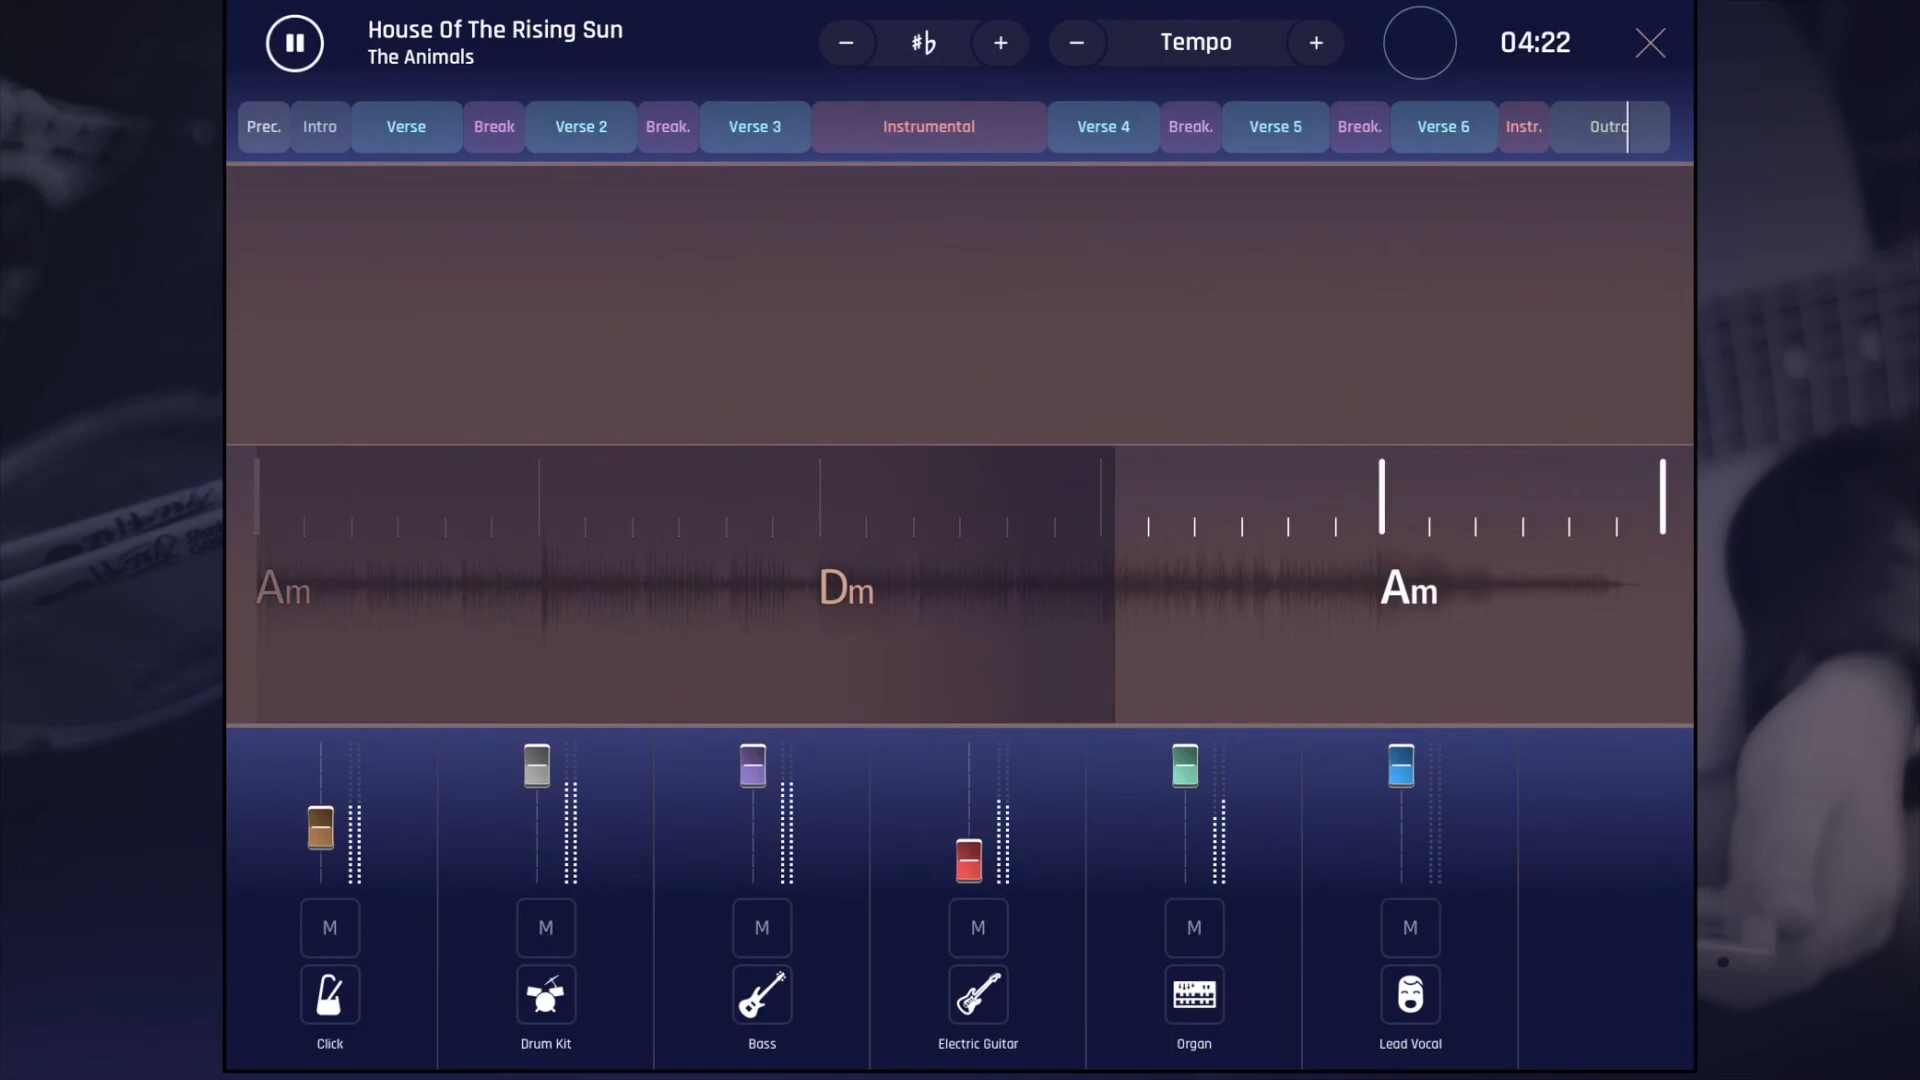 House Of The Rising Sun
The Animals
− ♯♭ +
− Tempo +
04:22
Prec. Intro Verse Break Verse 2 Break. Verse 3 Instrumental Verse 4 Break. Verse 5 Break. Verse 6 Instr. Outro
Am Dm Am
M M M M M M
Click Drum Kit Bass Electric Guitar Organ Lead Vocal